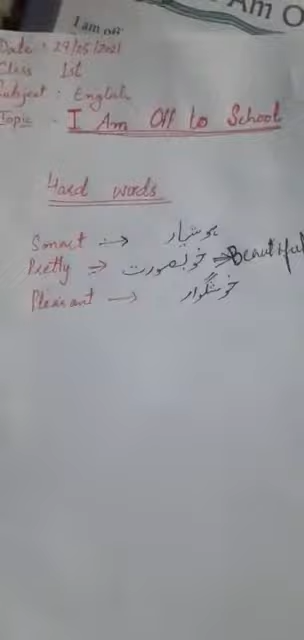 I am off
Am O
Date : 29/05/2021
Class 1st
Subject : English
Topic - I Am Off to School
Hard words
Smart → ہوشیار
Pretty → خوبصورت → Beautiful
Pleasant → خوشگوار